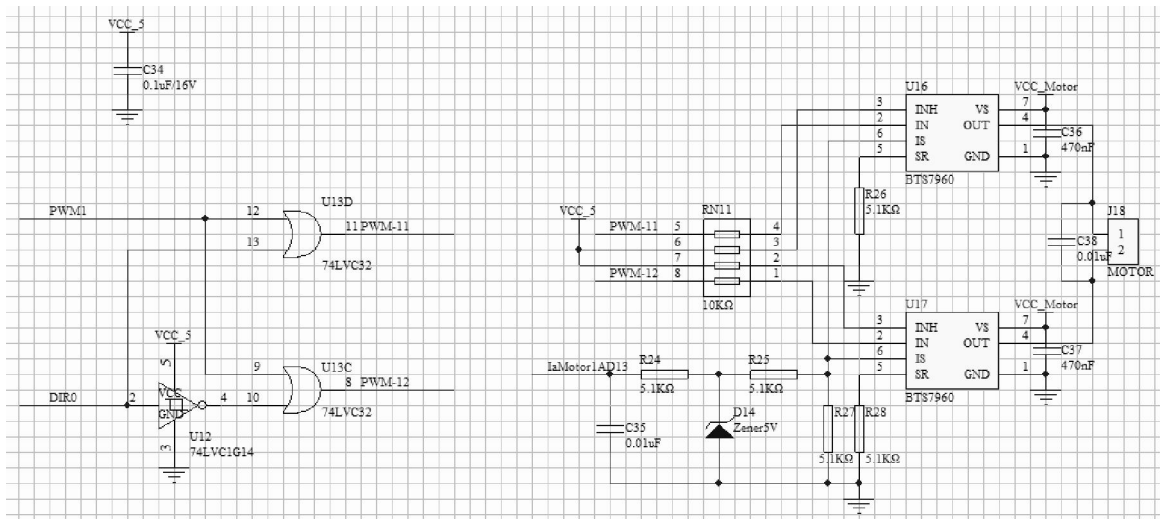 VCC_5
C34
0.1uF/16V
U16
VCC_Motor
3 INH VS 7
2 IN OUT 4
6 IS
5 SR GND 1
C36
470nF
BTS7960
R26
5.1KΩ
U13D
PWM1 12
11 PWM-11
13
74LVC32
VCC_5
RN11
PWM-11 5 4
6 3
7 2
PWM-12 8 1
10KΩ
J18
1
2
MOTOR
C38
0.01uF
U17
VCC_Motor
3 INH VS 7
2 IN OUT 4
6 IS
5 SR GND 1
C37
470nF
BTS7960
VCC_5
5
U13C
9
8 PWM-12
DIR0 2 4 10
VCC
GND
74LVC32
U12
74LVC1G14
3
IaMotor1AD13
R24
5.1KΩ
R25
5.1KΩ
C35
0.01uF
D14
Zener5V
R27
5.1KΩ
R28
5.1KΩ